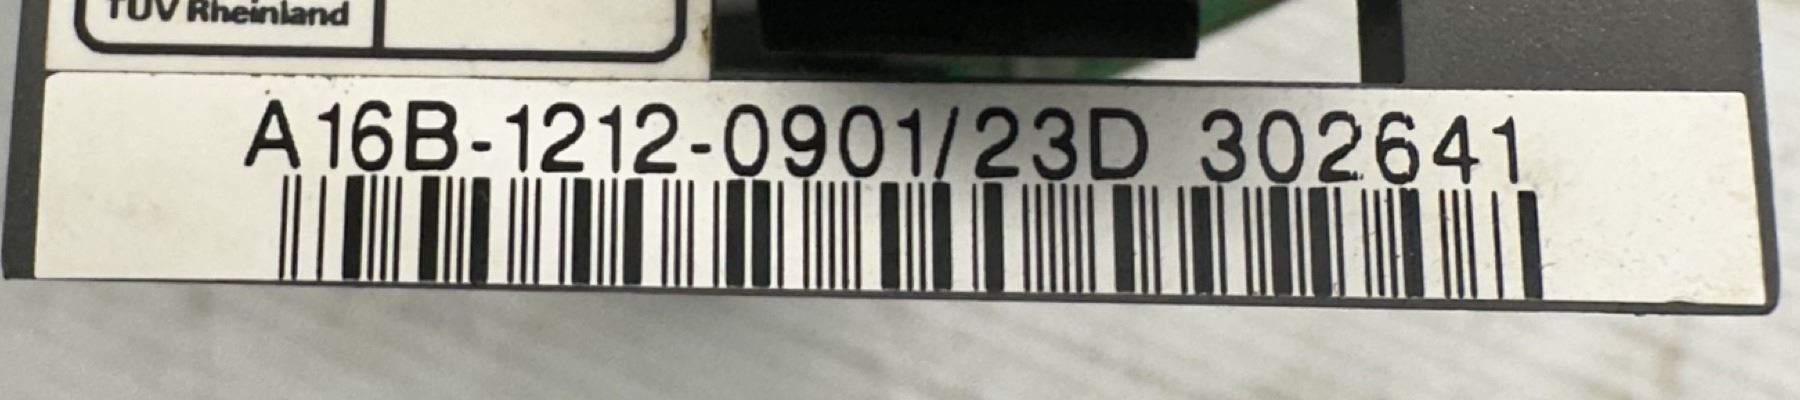 TÜV Rheinland
A16B-1212-0901/23D 302641